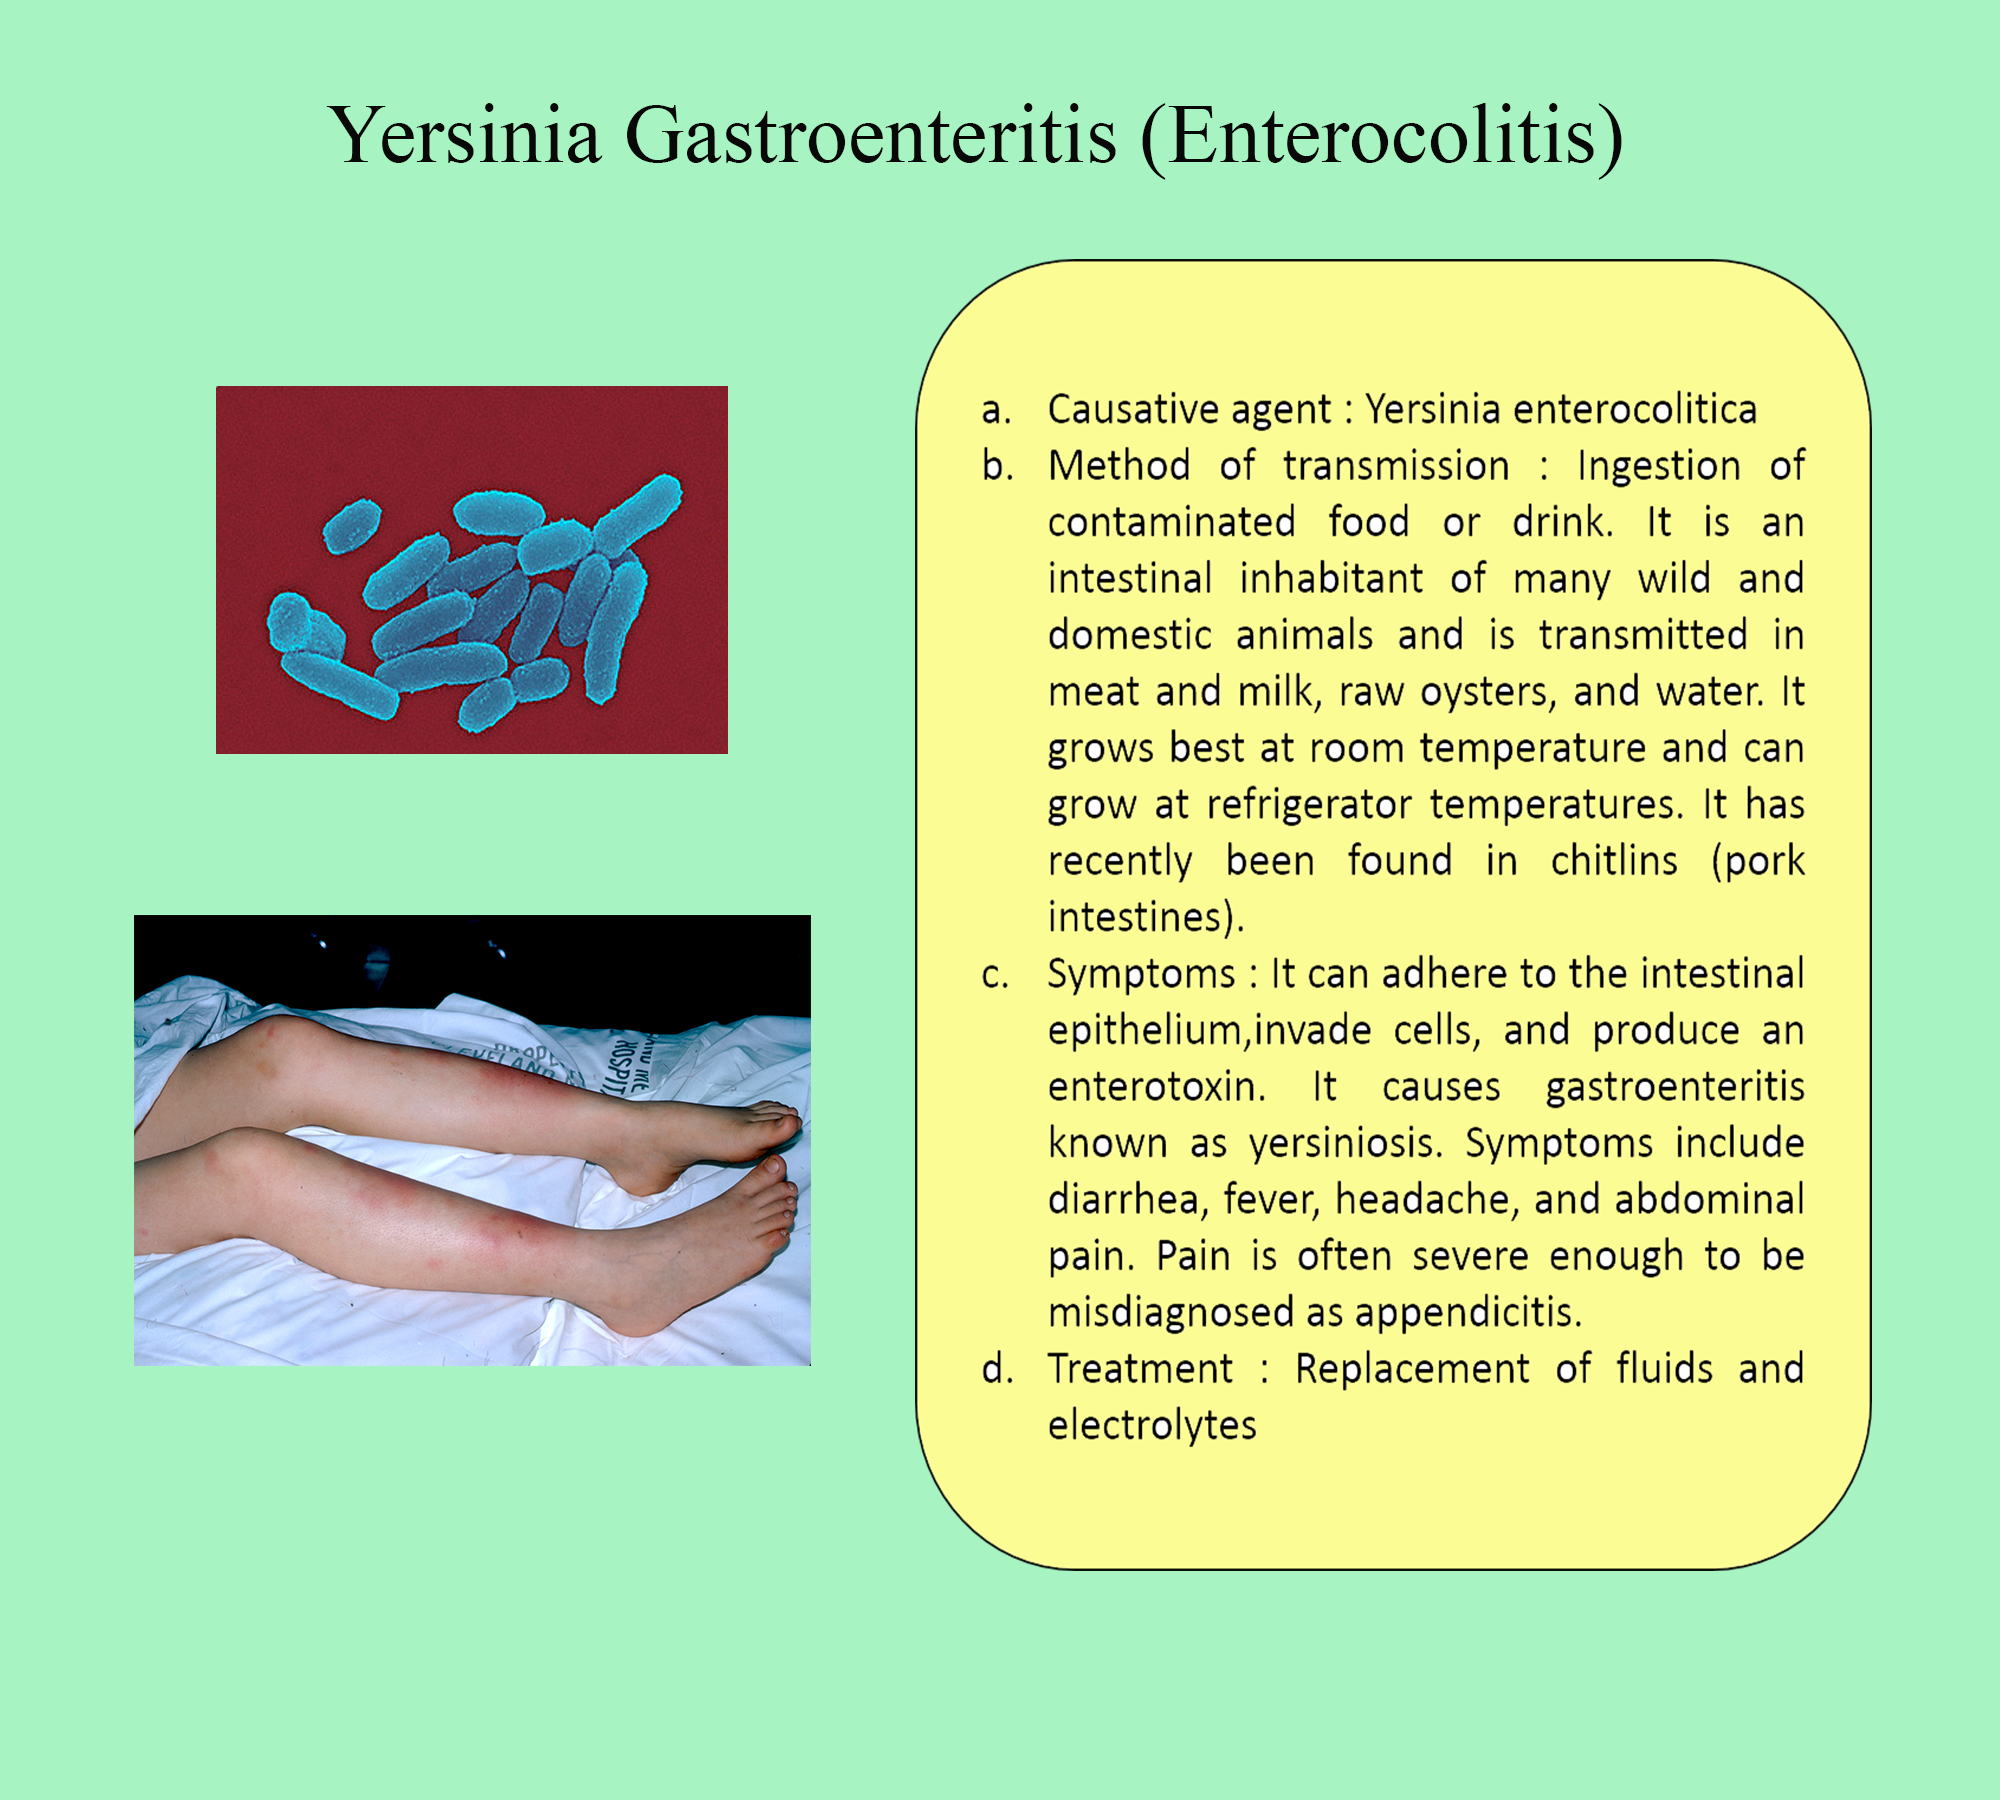 Yersinia Gastroenteritis (Enterocolitis)
a. Causative agent : Yersinia enterocolitica
b. Method of transmission : Ingestion of
contaminated food or drink. It is an
intestinal inhabitant of many wild and
domestic animals and is transmitted in
meat and milk, raw oysters, and water. It
grows best at room temperature and can
grow at refrigerator temperatures. It has
recently been found in chitlins (pork
intestines).
c. Symptoms : It can adhere to the intestinal
epithelium,invade cells, and produce an
enterotoxin. It causes gastroenteritis
known as yersiniosis. Symptoms include
diarrhea, fever, headache, and abdominal
pain. Pain is often severe enough to be
misdiagnosed as appendicitis.
d. Treatment : Replacement of fluids and
electrolytes